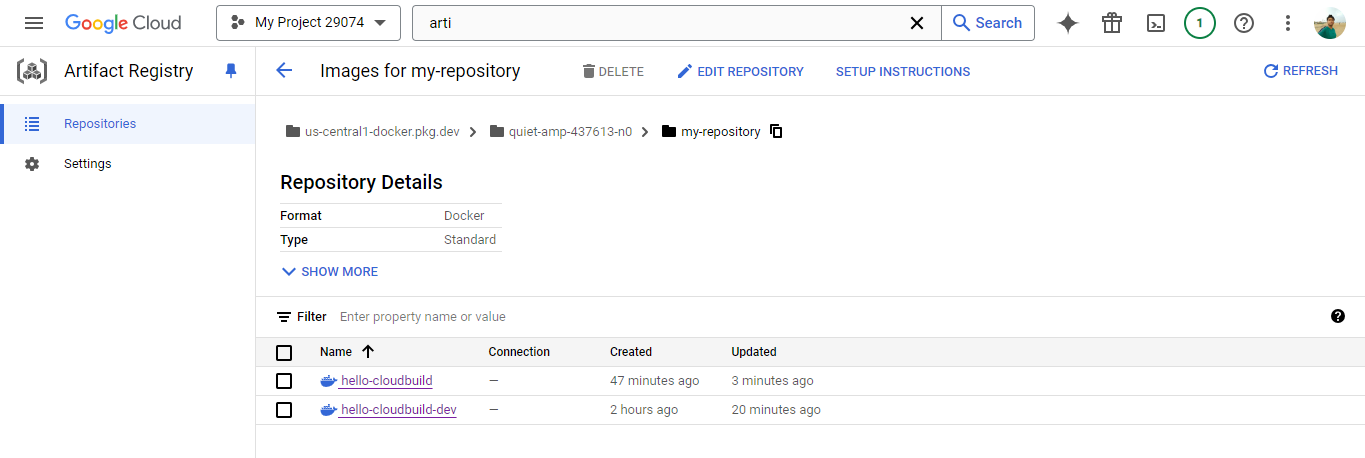 Google Cloud My Project 29074 arti Search 1
Artifact Registry Images for my-repository DELETE EDIT REPOSITORY SETUP INSTRUCTIONS REFRESH
Repositories
Settings
us-central1-docker.pkg.dev quiet-amp-437613-n0 my-repository
Repository Details
Format Docker
Type Standard
SHOW MORE
Filter Enter property name or value
Name Connection Created Updated
hello-cloudbuild — 47 minutes ago 3 minutes ago
hello-cloudbuild-dev — 2 hours ago 20 minutes ago